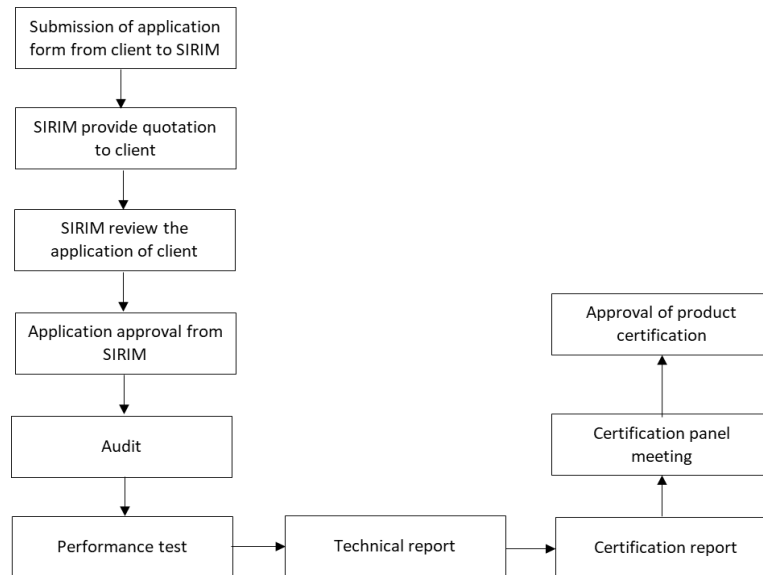 Submission of application
form from client to SIRIM
SIRIM provide quotation
to client
SIRIM review the
application of client
Application approval from
SIRIM
Audit
Performance test
Technical report
Certification report
Certification panel
meeting
Approval of product
certification